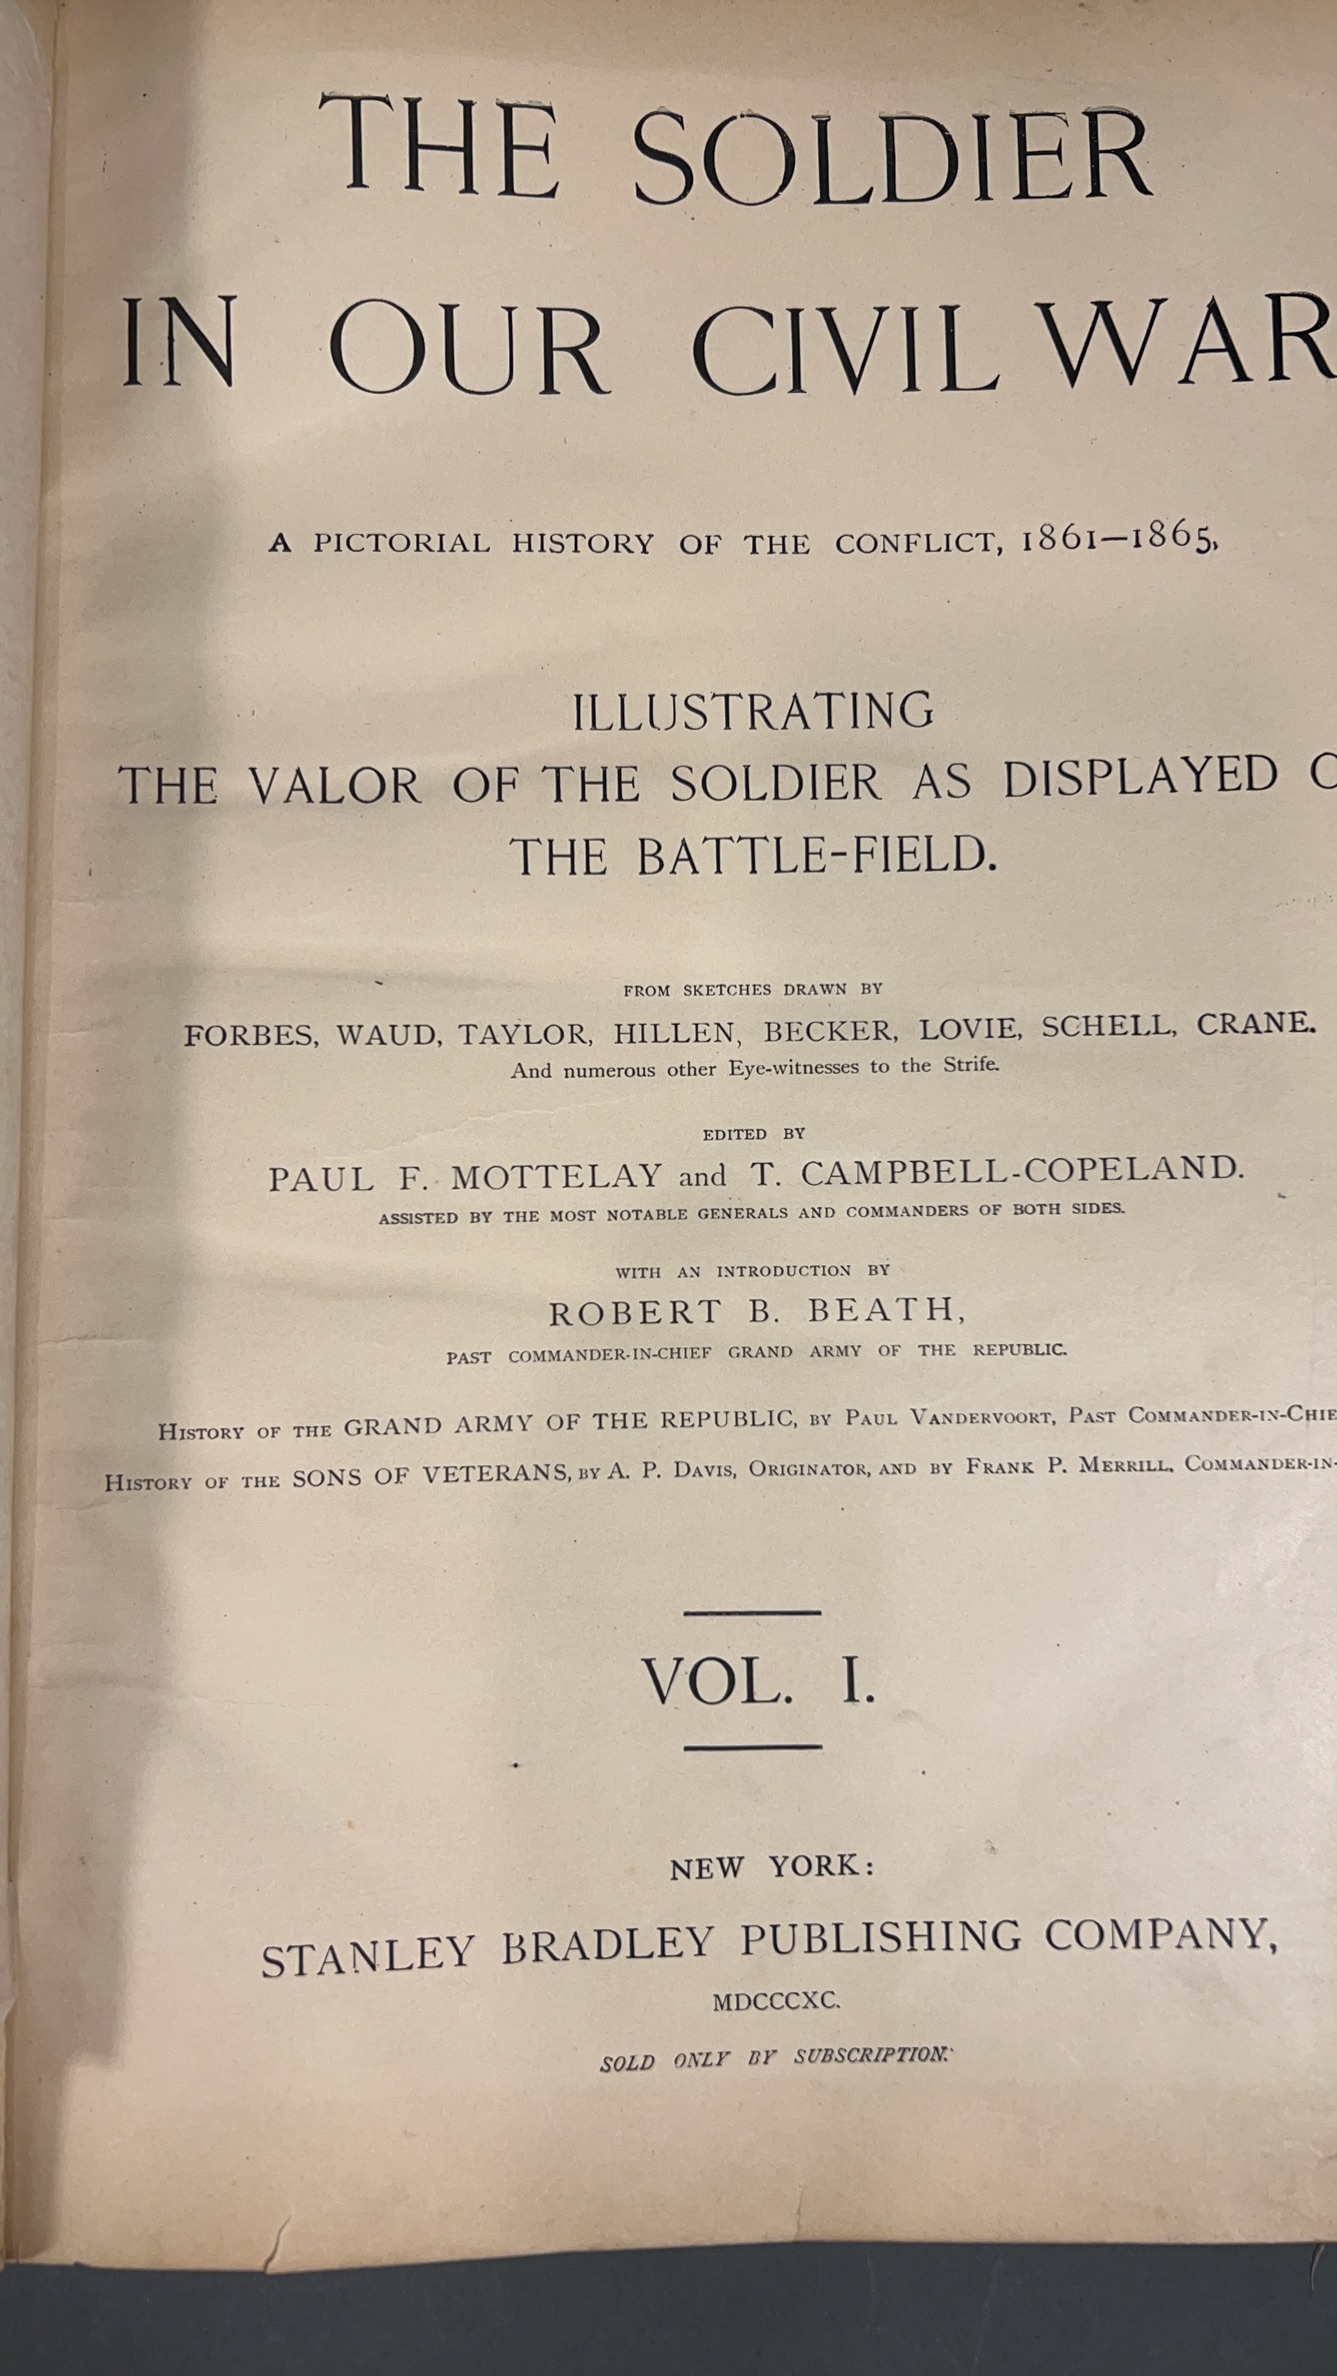 THE SOLDIER
IN OUR CIVIL WAR
A PICTORIAL HISTORY OF THE CONFLICT, 1861—1865,
ILLUSTRATING
THE VALOR OF THE SOLDIER AS DISPLAYED
THE BATTLE-FIELD.
FROM SKETCHES DRAWN BY
FORBES, WAUD, TAYLOR, HILLEN, BECKER, LOVIE, SCHELL, CRANE.
And numerous other Eye-witnesses to the Strife.
EDITED BY
PAUL F. MOTTELAY and T. CAMPBELL-COPELAND.
ASSISTED BY THE MOST NOTABLE GENERALS AND COMMANDERS OF BOTH SIDES.
WITH AN INTRODUCTION BY
ROBERT B. BEATH,
PAST COMMANDER-IN-CHIEF GRAND ARMY OF THE REPUBLIC.
History of the GRAND ARMY OF THE REPUBLIC, by Paul Vandervoort, Past Commander-in-Chie
History of the SONS OF VETERANS, by A. P. Davis, Originator, and by Frank P. Merrill, Commander-in-
VOL. I.
NEW YORK:
STANLEY BRADLEY PUBLISHING COMPANY,
MDCCCXC.
SOLD ONLY BY SUBSCRIPTION.